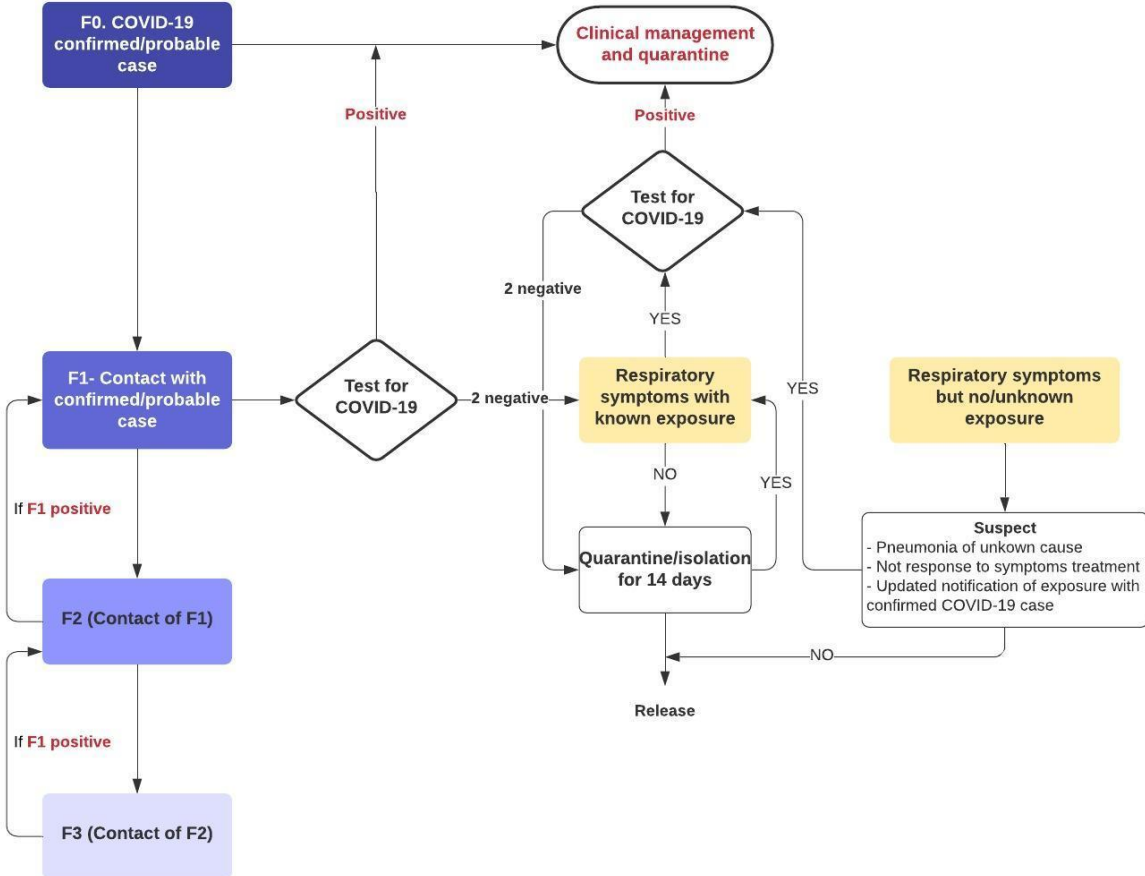 F0. COVID-19
confirmed/probable
case
Clinical management
and quarantine
Positive
Positive
Test for
COVID-19
2 negative
YES
F1- Contact with
confirmed/probable
case
Test for
COVID-19
2 negative
Respiratory
symptoms with
known exposure
YES
Respiratory symptoms
but no/unknown
exposure
NO
YES
If F1 positive
Quarantine/isolation
for 14 days
Suspect
- Pneumonia of unkown cause
- Not response to symptoms treatment
- Updated notification of exposure with
confirmed COVID-19 case
F2 (Contact of F1)
NO
Release
If F1 positive
F3 (Contact of F2)